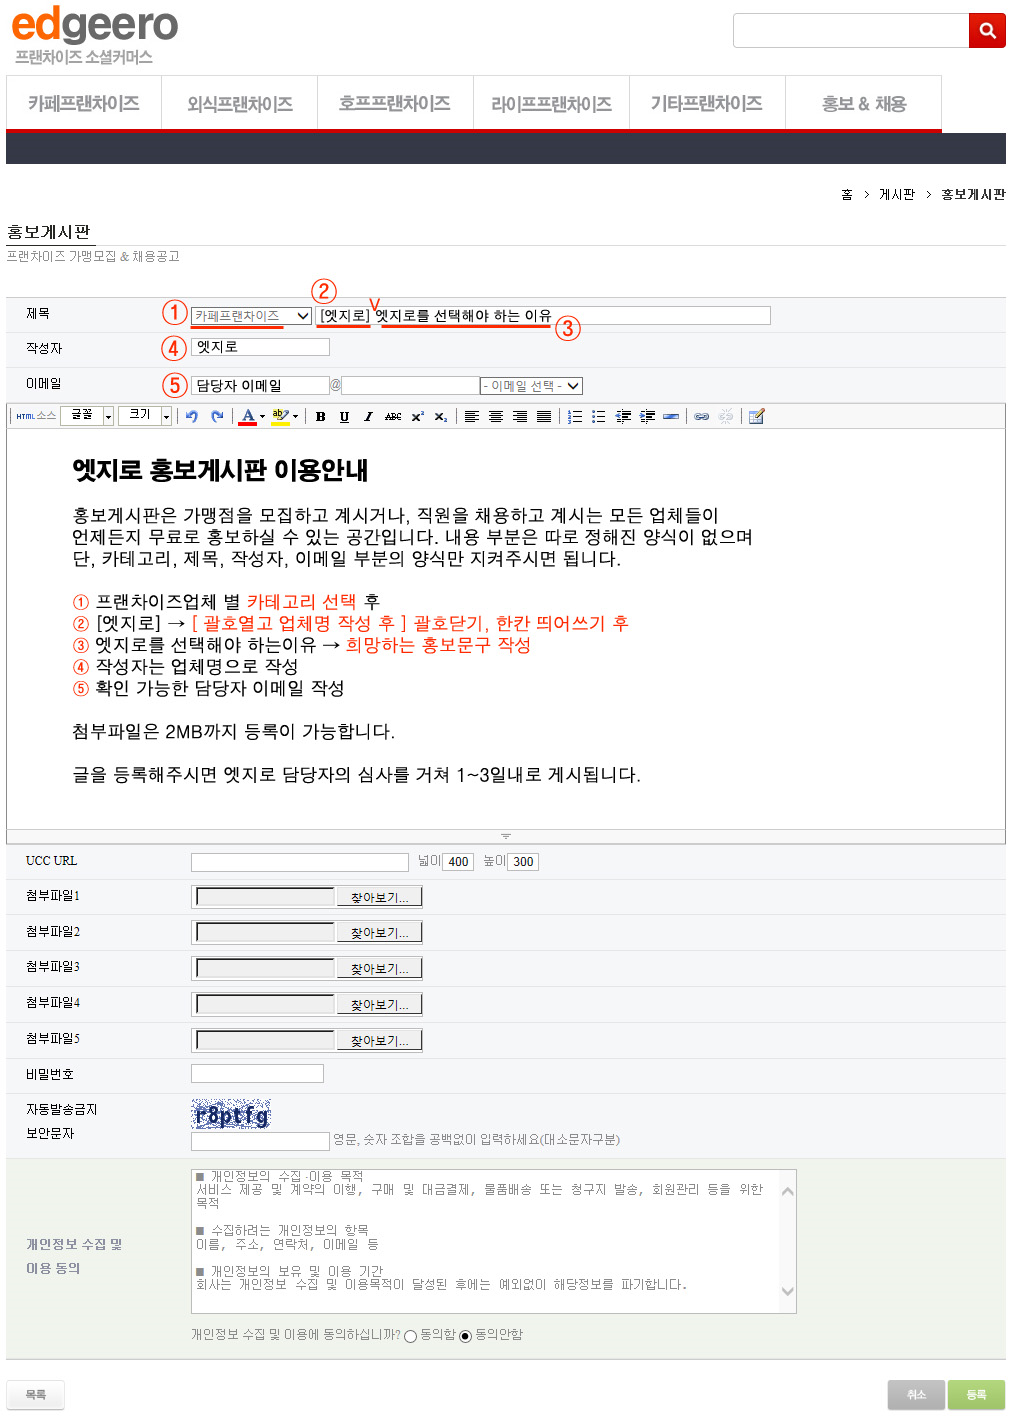 edgeero
프랜차이즈 소셜커머스
카페프랜차이즈 외식프랜차이즈 호프프랜차이즈 라이프프랜차이즈 기타프랜차이즈 홍보 & 채용
홈 > 게시판 > 홍보게시판
홍보게시판
프랜차이즈 가맹모집 & 채용공고
②
제목 ① 카페프랜차이즈 [엣지로] V 엣지로를 선택해야 하는 이유 ③
작성자 ④ 엣지로
이메일 ⑤ 담당자 이메일 @ - 이메일 선택 -
HTML 소스 글꼴 크기 A ab B U I ABC x² x₂
엣지로 홍보게시판 이용안내
홍보게시판은 가맹점을 모집하고 계시거나, 직원을 채용하고 계시는 모든 업체들이
언제든지 무료로 홍보하실 수 있는 공간입니다. 내용 부분은 따로 정해진 양식이 없으며
단, 카테고리, 제목, 작성자, 이메일 부분의 양식만 지켜주시면 됩니다.
① 프랜차이즈업체 별 카테고리 선택 후
② [엣지로] → [ 괄호열고 업체명 작성 후 ] 괄호닫기, 한칸 띄어쓰기 후
③ 엣지로를 선택해야 하는이유 → 희망하는 홍보문구 작성
④ 작성자는 업체명으로 작성
⑤ 확인 가능한 담당자 이메일 작성
첨부파일은 2MB까지 등록이 가능합니다.
글을 등록해주시면 엣지로 담당자의 심사를 거쳐 1~3일내로 게시됩니다.
UCC URL 넓이 400 높이 300
첨부파일1 찾아보기...
첨부파일2 찾아보기...
첨부파일3 찾아보기...
첨부파일4 찾아보기...
첨부파일5 찾아보기...
비밀번호
자동발송금지
보안문자
r8ptfg
영문, 숫자 조합을 공백없이 입력하세요(대소문자구분)
개인정보 수집 및
이용 동의
■ 개인정보의 수집·이용 목적
서비스 제공 및 계약의 이행, 구매 및 대금결제, 물품배송 또는 청구지 발송, 회원관리 등을 위한
목적
■ 수집하려는 개인정보의 항목
이름, 주소, 연락처, 이메일 등
■ 개인정보의 보유 및 이용 기간
회사는 개인정보 수집 및 이용목적이 달성된 후에는 예외없이 해당정보를 파기합니다.
개인정보 수집 및 이용에 동의하십니까? 동의함 동의안함
목록 취소 등록